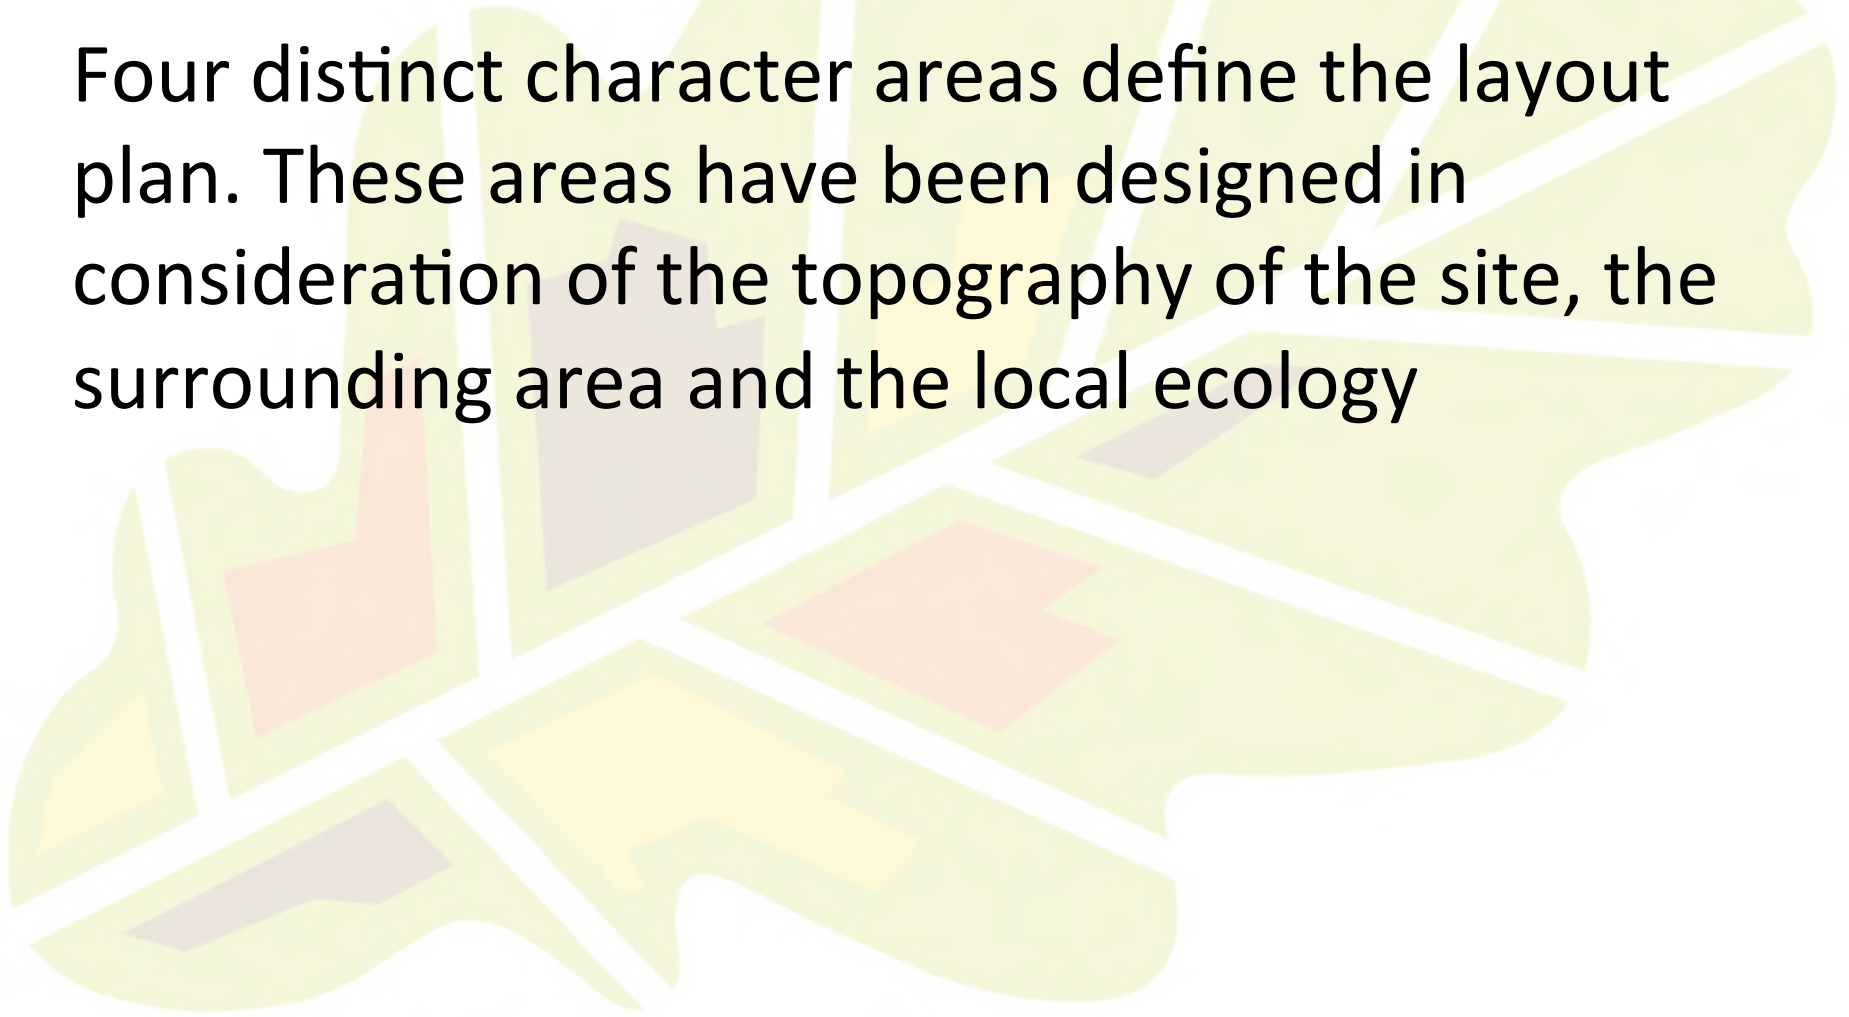 Four distinct character areas define the layout
plan. These areas have been designed in
consideration of the topography of the site, the
surrounding area and the local ecology